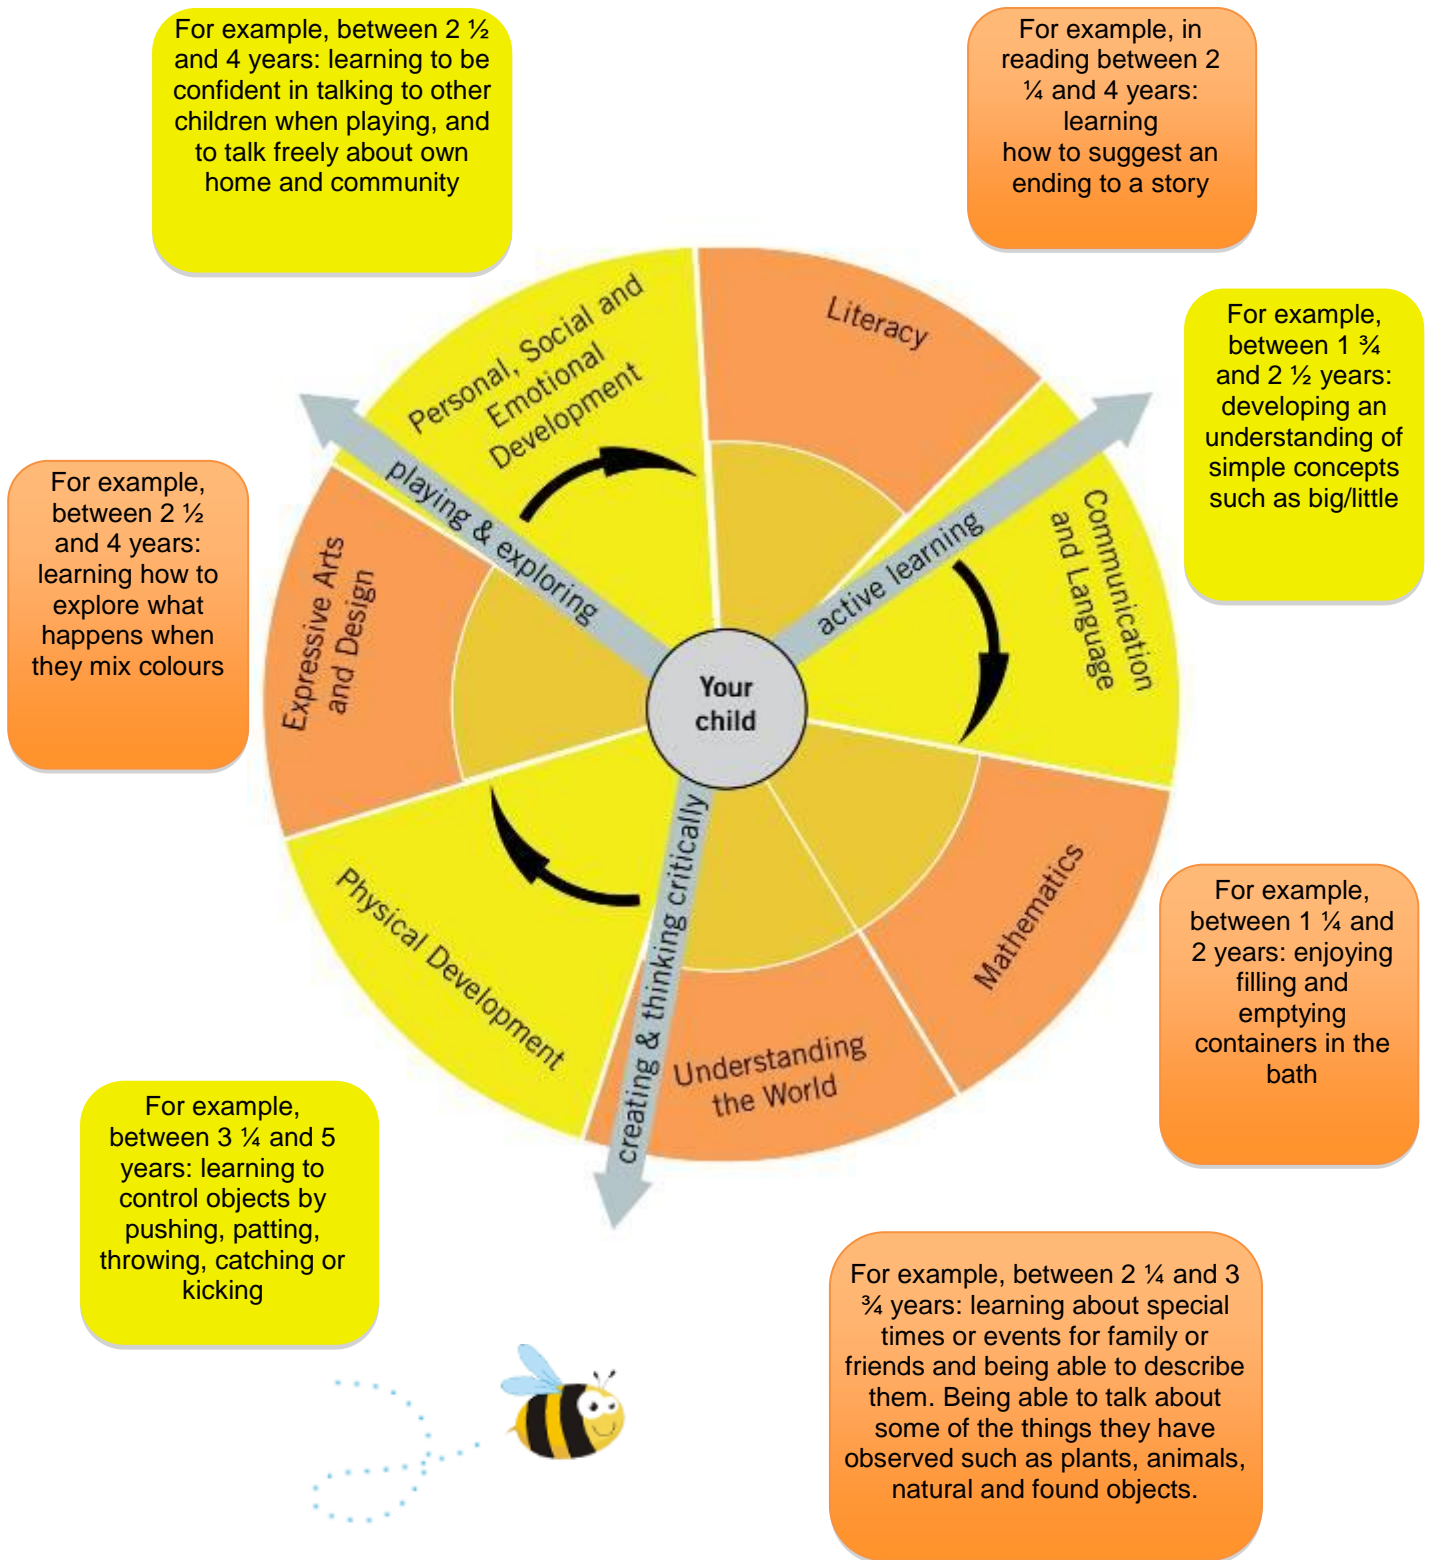 For example, between 2 ½
and 4 years: learning to be
confident in talking to other
children when playing, and
to talk freely about own
home and community
For example, in
reading between 2
¼ and 4 years:
learning
how to suggest an
ending to a story
For example,
between 1 ¾
and 2 ½ years:
developing an
understanding of
simple concepts
such as big/little
For example,
between 2 ½
and 4 years:
learning how to
explore what
happens when
they mix colours
Personal, Social and
Emotional
Development
Literacy
Communication
and Language
Mathematics
Understanding
the World
Physical Development
Expressive Arts
and Design
playing & exploring
active learning
creating & thinking critically
Your
child
For example,
between 1 ¼ and
2 years: enjoying
filling and
emptying
containers in the
bath
For example,
between 3 ¼ and 5
years: learning to
control objects by
pushing, patting,
throwing, catching or
kicking
For example, between 2 ¼ and 3
¾ years: learning about special
times or events for family or
friends and being able to describe
them. Being able to talk about
some of the things they have
observed such as plants, animals,
natural and found objects.